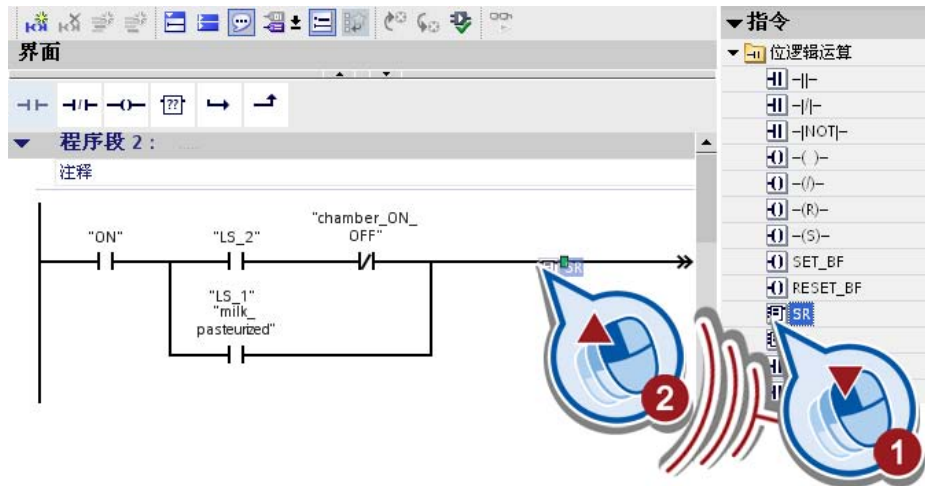 界面
▼指令
位逻辑运算
-||-
-|/|-
-|NOT|-
-( )-
-(/)-
-(R)-
-(S)-
SET_BF
RESET_BF
SR
??
程序段 2：
注释
"ON"
"LS_2"
"chamber_ON_
OFF"
"LS_1"
"milk_
pasteurized"
SR
2
1